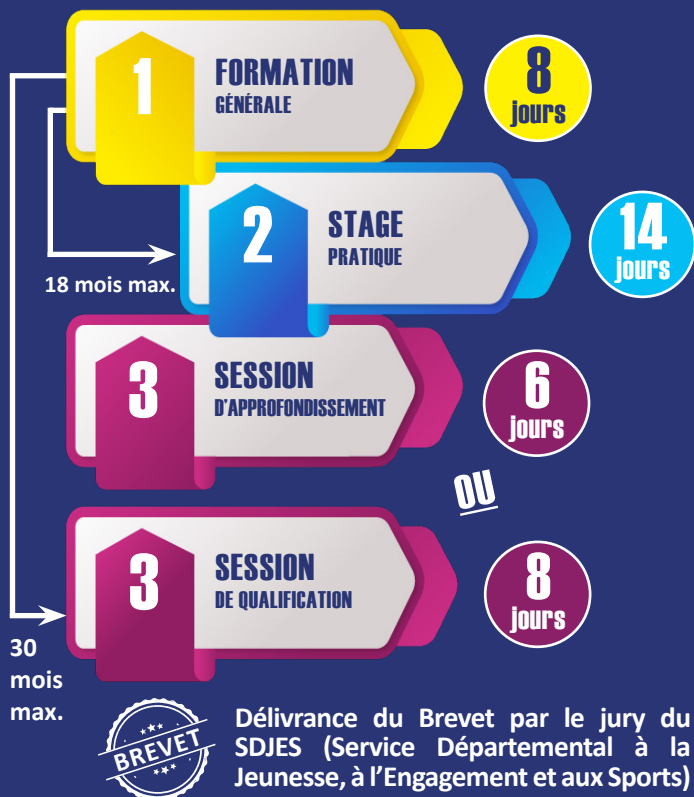 1
FORMATION
GÉNÉRALE
8
jours
2
STAGE
PRATIQUE
14
jours
18 mois max.
3
SESSION
D'APPROFONDISSEMENT
6
jours
OU
3
SESSION
DE QUALIFICATION
8
jours
30
mois
max.
BREVET
Délivrance du Brevet par le jury du
SDJES (Service Départemental à la
Jeunesse, à l’Engagement et aux Sports)